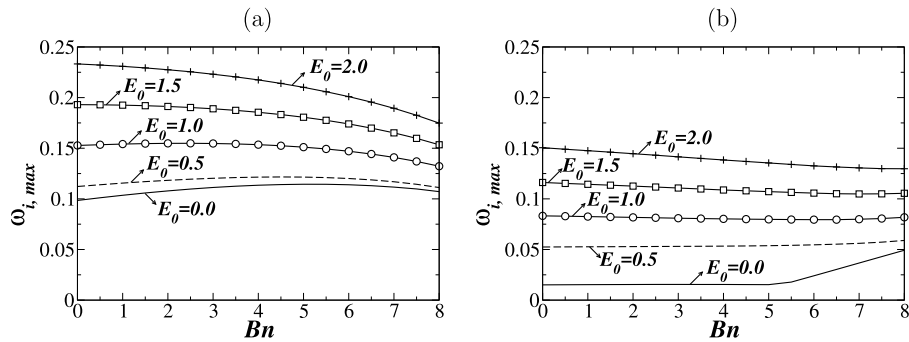 (a)
0.25
0.2
0.15
0.1
0.05
0
ω_{i, max}
E_0=2.0
E_0=1.5
E_0=1.0
E_0=0.5
E_0=0.0
0 1 2 3 4 5 6 7 8
Bn
(b)
0.25
0.2
0.15
0.1
0.05
0
ω_{i, max}
E_0=2.0
E_0=1.5
E_0=1.0
E_0=0.5
E_0=0.0
0 1 2 3 4 5 6 7 8
Bn